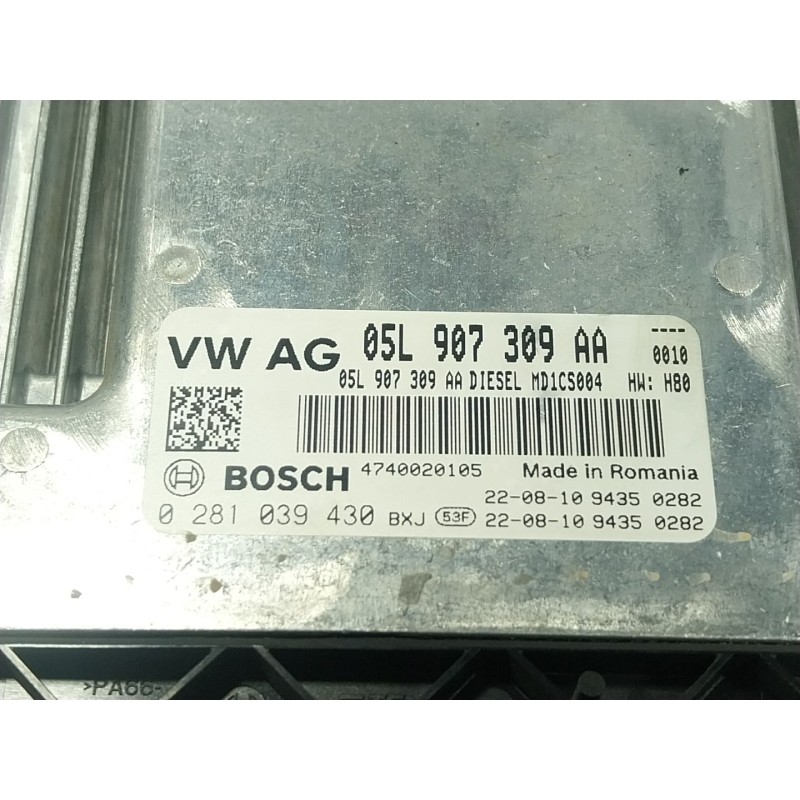 VW AG 05L 907 309 AA ----
0010
05L 907 309 AA DIESEL MD1CS004 HW: H80
BOSCH 4740020105 Made in Romania
22-08-10 9435 0282
0 281 039 430 BXJ 53F 22-08-10 9435 0282
>PA66-